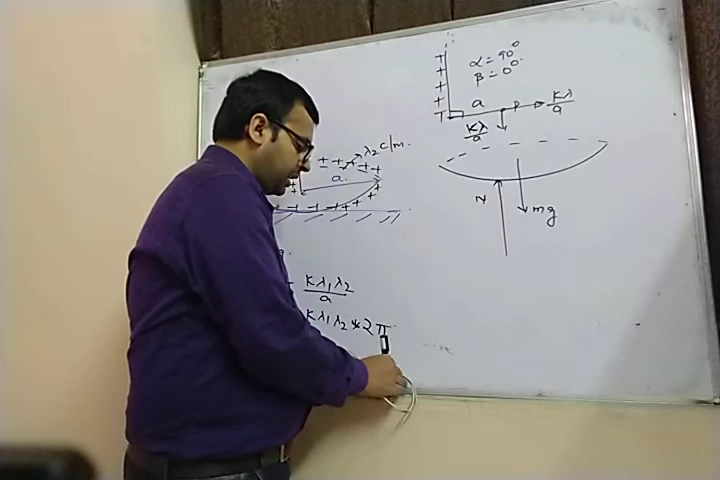 λ₂ C/m.
a
Kλ₁λ₂/a
Kλ₁λ₂ * 2π
α = 90°
β = 0°
a P Kλ/a
Kλ/a
N mg